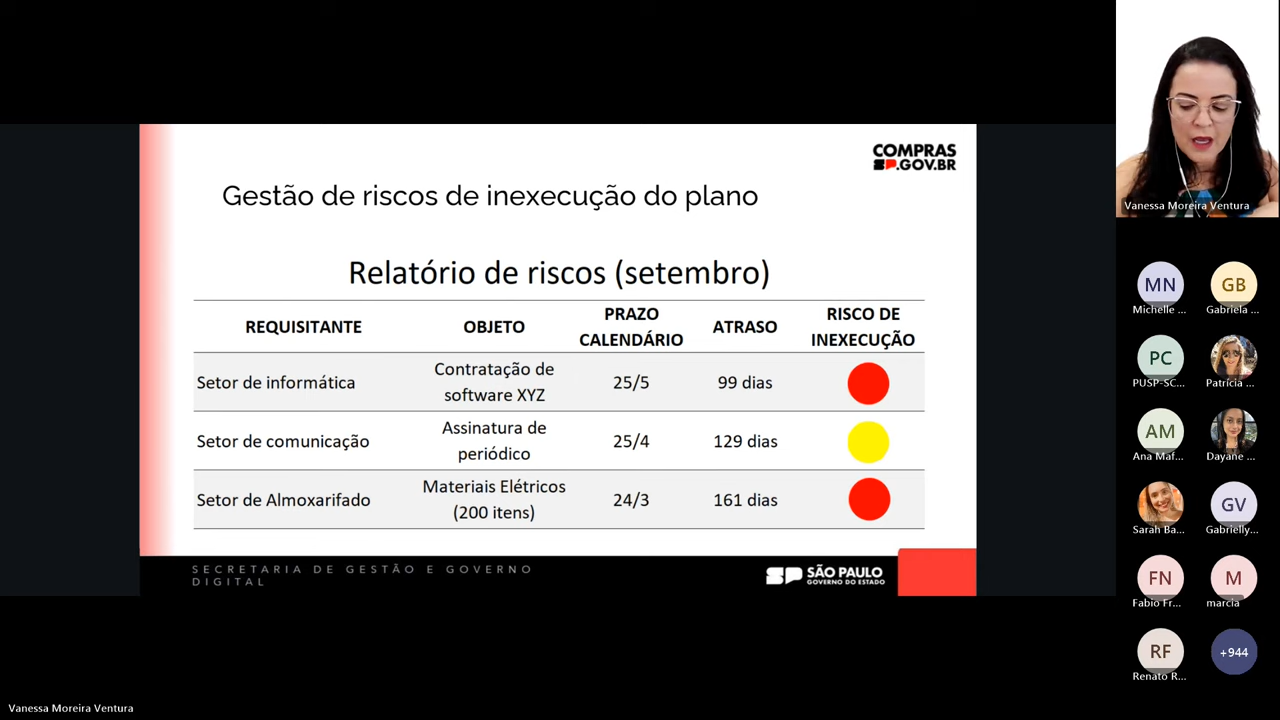 COMPRAS
SP.GOV.BR
Gestão de riscos de inexecução do plano
Relatório de riscos (setembro)
REQUISITANTE OBJETO PRAZO CALENDÁRIO ATRASO RISCO DE INEXECUÇÃO
Setor de informática Contratação de software XYZ 25/5 99 dias
Setor de comunicação Assinatura de periódico 25/4 129 dias
Setor de Almoxarifado Materiais Elétricos (200 itens) 24/3 161 dias
SECRETARIA DE GESTÃO E GOVERNO
DIGITAL
SP SÃO PAULO
GOVERNO DO ESTADO
Vanessa Moreira Ventura
MN GB
Michelle ... Gabriela ...
PC
PUSP-SC... Patrícia ...
AM
Ana Maf... Dayane ...
GV
Sarah Ba... Gabrielly...
FN M
Fabio Fr... marcia
RF +944
Renato R...
Vanessa Moreira Ventura